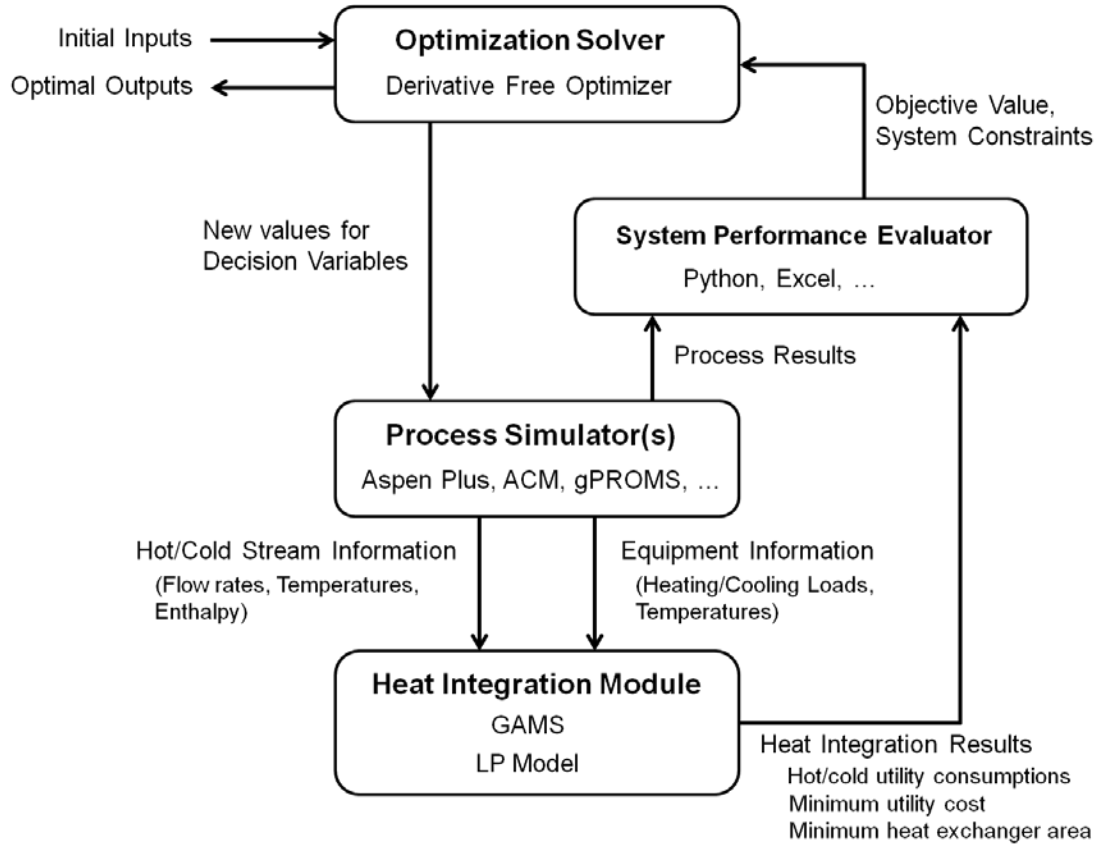 Initial Inputs
Optimal Outputs
Optimization Solver
Derivative Free Optimizer
Objective Value,
System Constraints
New values for
Decision Variables
System Performance Evaluator
Python, Excel, ...
Process Results
Process Simulator(s)
Aspen Plus, ACM, gPROMS, ...
Hot/Cold Stream Information
(Flow rates, Temperatures,
Enthalpy)
Equipment Information
(Heating/Cooling Loads,
Temperatures)
Heat Integration Module
GAMS
LP Model
Heat Integration Results
Hot/cold utility consumptions
Minimum utility cost
Minimum heat exchanger area